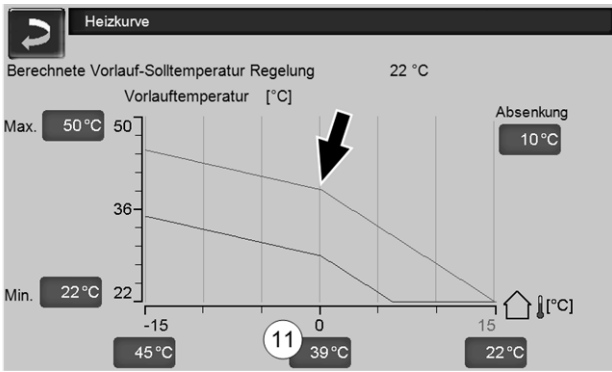 Heizkurve
Berechnete Vorlauf-Solltemperatur Regelung 22 °C
Vorlauftemperatur [°C]
Absenkung
Max. 50 °C 50 10 °C
36
Min. 22 °C 22 [°C]
-15 0 15
11
45 °C 39 °C 22 °C